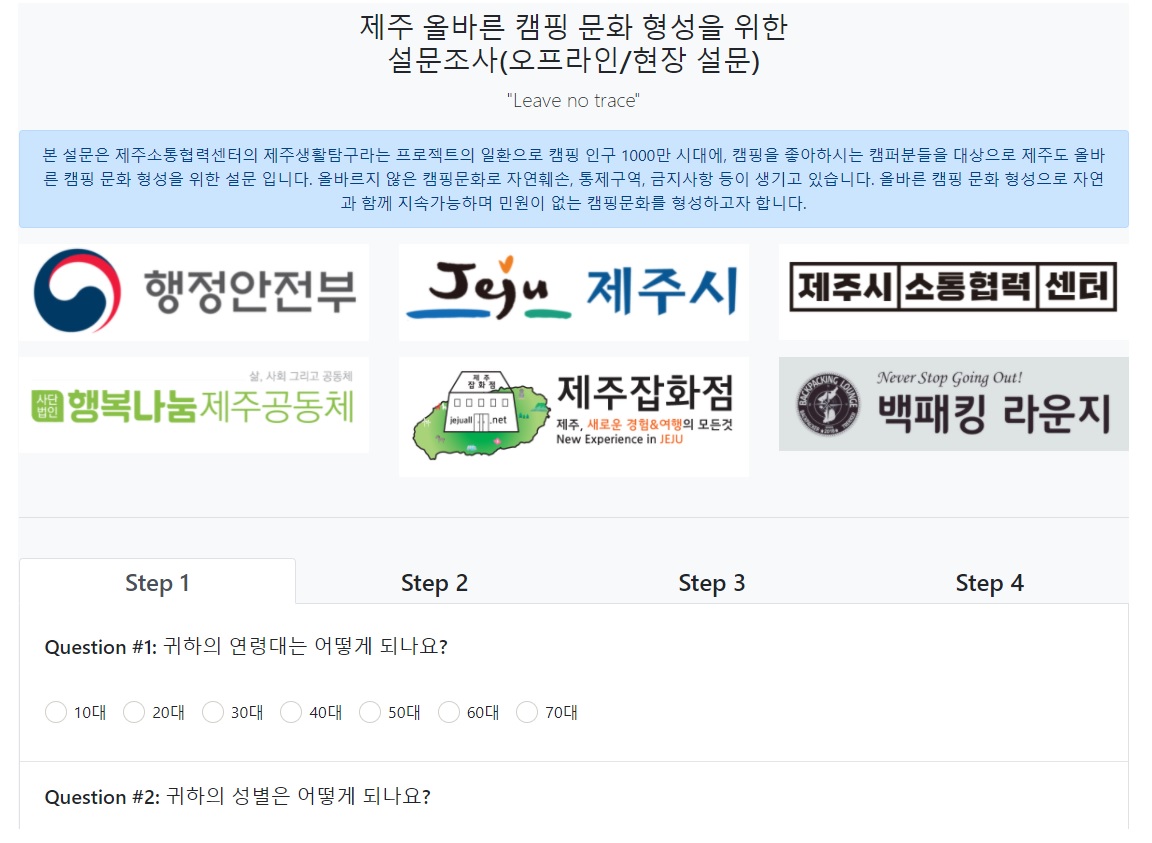 제주 올바른 캠핑 문화 형성을 위한
설문조사(오프라인/현장 설문)
"Leave no trace"
본 설문은 제주소통협력센터의 제주생활탐구라는 프로젝트의 일환으로 캠핑 인구 1000만 시대에, 캠핑을 좋아하시는 캠퍼분들을 대상으로 제주도 올바
른 캠핑 문화 형성을 위한 설문 입니다. 올바르지 않은 캠핑문화로 자연훼손, 통제구역, 금지사항 등이 생기고 있습니다. 올바른 캠핑 문화 형성으로 자연
과 함께 지속가능하며 민원이 없는 캠핑문화를 형성하고자 합니다.
행정안전부
Jeju 제주시
제주시 소통협력 센터
삶, 사회 그리고 공동체
사단법인 행복나눔제주공동체
제주
잡화점
jejuall .net
제주잡화점
제주, 새로운 경험&여행의 모든것
New Experience in JEJU
BACKPACKING LOUNGE
Never Stop Going Out!
백패킹 라운지
Step 1 Step 2 Step 3 Step 4
Question #1: 귀하의 연령대는 어떻게 되나요?
10대 20대 30대 40대 50대 60대 70대
Question #2: 귀하의 성별은 어떻게 되나요?